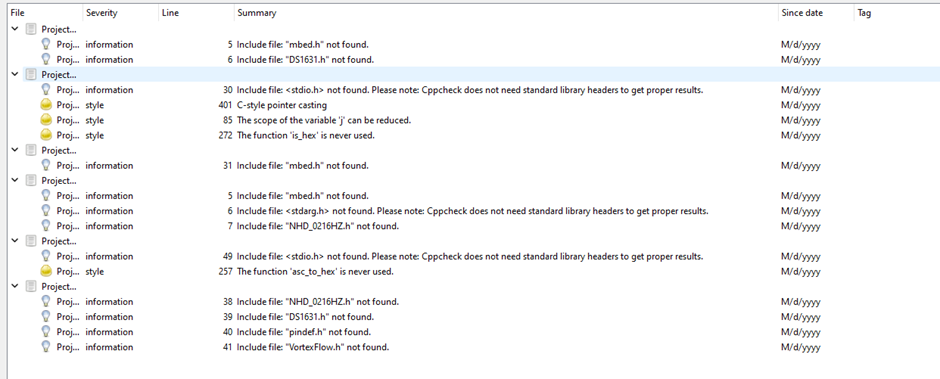 File Severity Line Summary Since date Tag
Project...
Proj... information 5 Include file: "mbed.h" not found. M/d/yyyy
Proj... information 6 Include file: "DS1631.h" not found. M/d/yyyy
Project...
Proj... information 30 Include file: <stdio.h> not found. Please note: Cppcheck does not need standard library headers to get proper results. M/d/yyyy
Proj... style 401 C-style pointer casting M/d/yyyy
Proj... style 85 The scope of the variable 'j' can be reduced. M/d/yyyy
Proj... style 272 The function 'is_hex' is never used. M/d/yyyy
Project...
Proj... information 31 Include file: "mbed.h" not found. M/d/yyyy
Project...
Proj... information 5 Include file: "mbed.h" not found. M/d/yyyy
Proj... information 6 Include file: <stdarg.h> not found. Please note: Cppcheck does not need standard library headers to get proper results. M/d/yyyy
Proj... information 7 Include file: "NHD_0216HZ.h" not found. M/d/yyyy
Project...
Proj... information 49 Include file: <stdio.h> not found. Please note: Cppcheck does not need standard library headers to get proper results. M/d/yyyy
Proj... style 257 The function 'asc_to_hex' is never used. M/d/yyyy
Project...
Proj... information 38 Include file: "NHD_0216HZ.h" not found. M/d/yyyy
Proj... information 39 Include file: "DS1631.h" not found. M/d/yyyy
Proj... information 40 Include file: "pindef.h" not found. M/d/yyyy
Proj... information 41 Include file: "VortexFlow.h" not found. M/d/yyyy